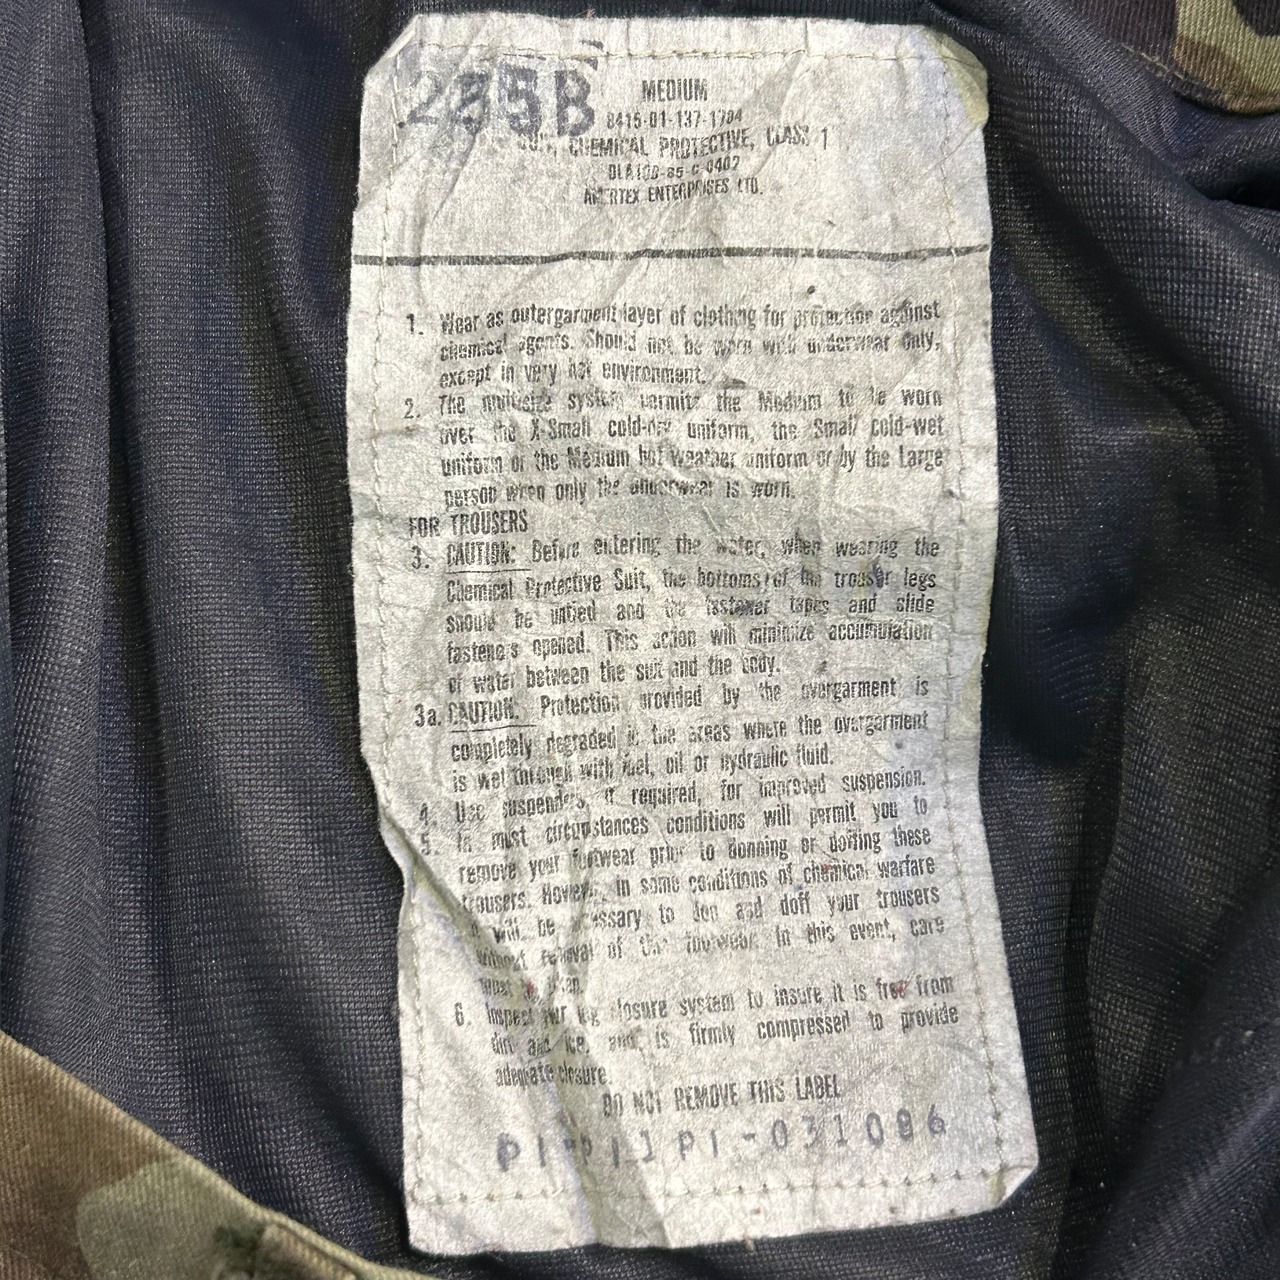 235B
MEDIUM
8415-01-137-1704
CHEMICAL PROTECTIVE, CLASS 1
DLA100-85-C-0402
AMERTEX ENTERPRISES LTD.
1. Wear as outergarment layer of clothing for protection against
chemical agents. Should not be worn with underwear only,
except in very hot environment.
2. The multisize system permits the Medium to be worn
over the X-Small cold-dry uniform, the Small cold-wet
uniform or the Medium hot weather uniform or by the Large
person when only the underwear is worn.
FOR TROUSERS
3. CAUTION: Before entering the water, when wearing the
Chemical Protective Suit, the bottoms of the trouser legs
should be untied and the fastener tapes and slide
fasteners opened. This action will minimize accumulation
of water between the suit and the body.
3a. CAUTION: Protection provided by the overgarment is
completely degraded in the areas where the overgarment
is wet through with fuel, oil or hydraulic fluid.
4. Use suspenders, if required, for improved suspension.
5. In most circumstances conditions will permit you to
remove your footwear prior to donning or doffing these
trousers. However, in some conditions of chemical warfare
it will be necessary to don and doff your trousers
without removal of the footwear. In this event, care
must be taken.
6. Inspect your leg closure system to insure it is free from
dirt and ice, and is firmly compressed to provide
adequate closure.
DO NOT REMOVE THIS LABEL
PI-031086